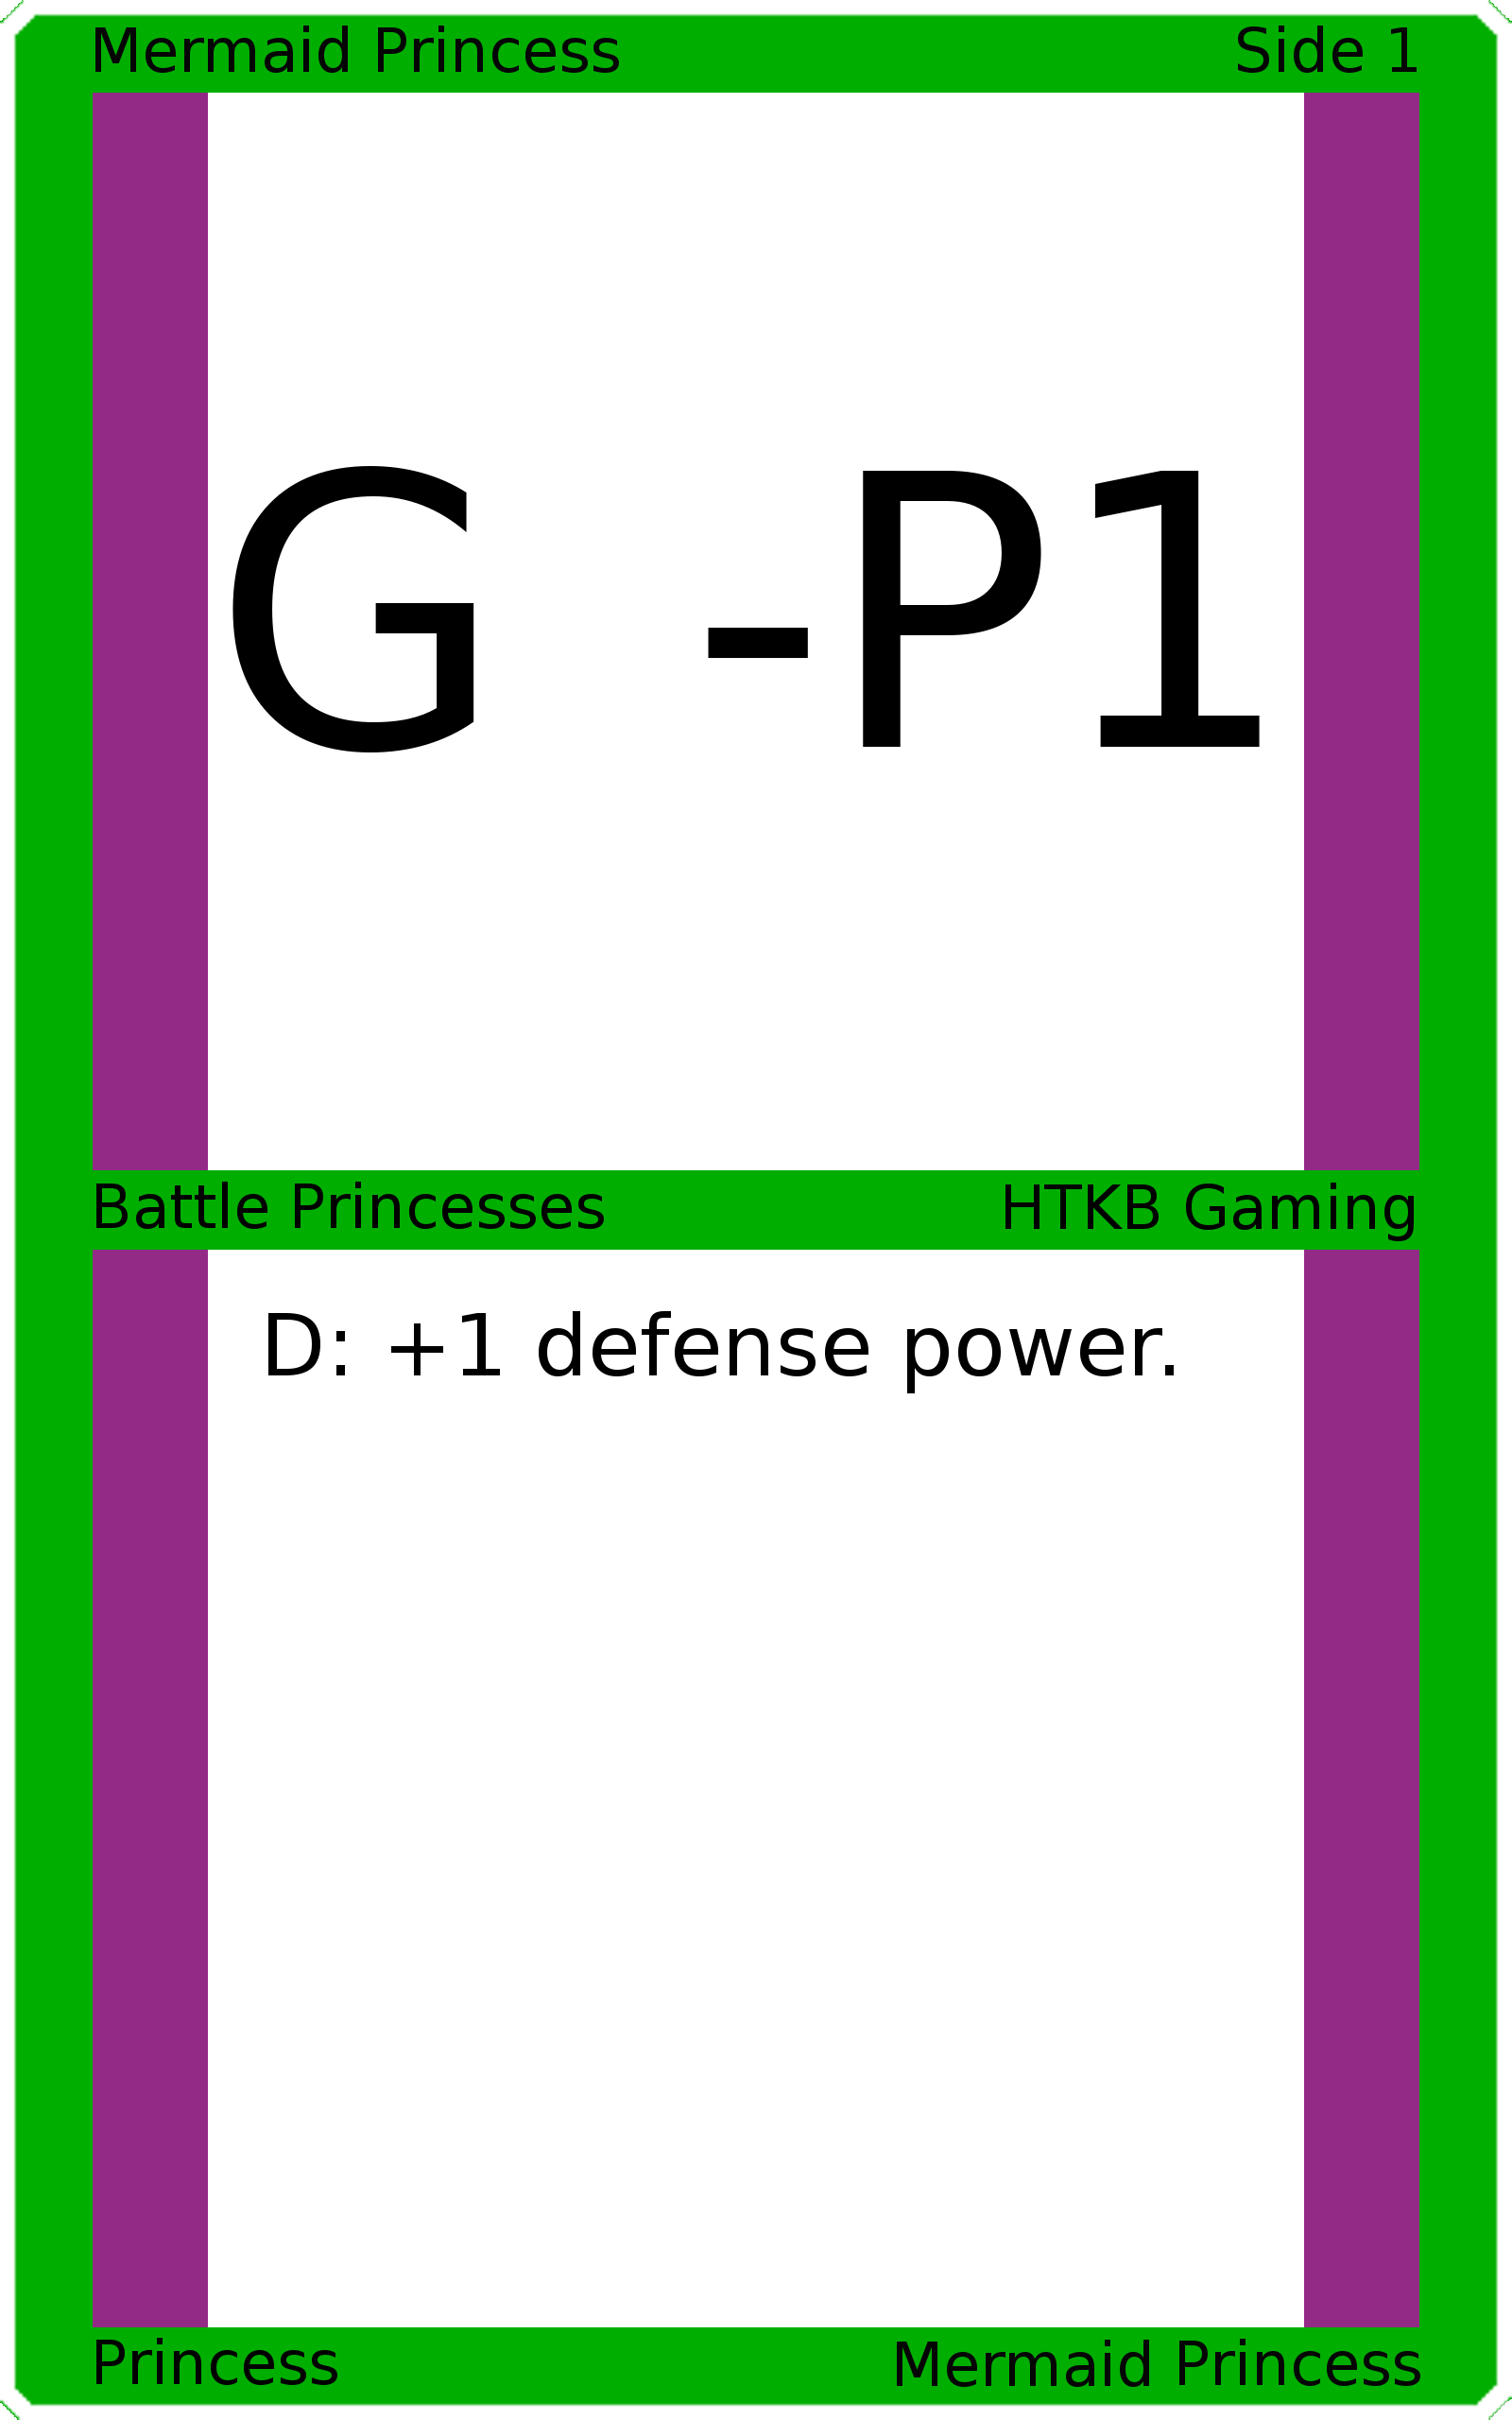 Mermaid Princess Side 1
G -P1
Battle Princesses HTKB Gaming
D: +1 defense power.
Princess Mermaid Princess